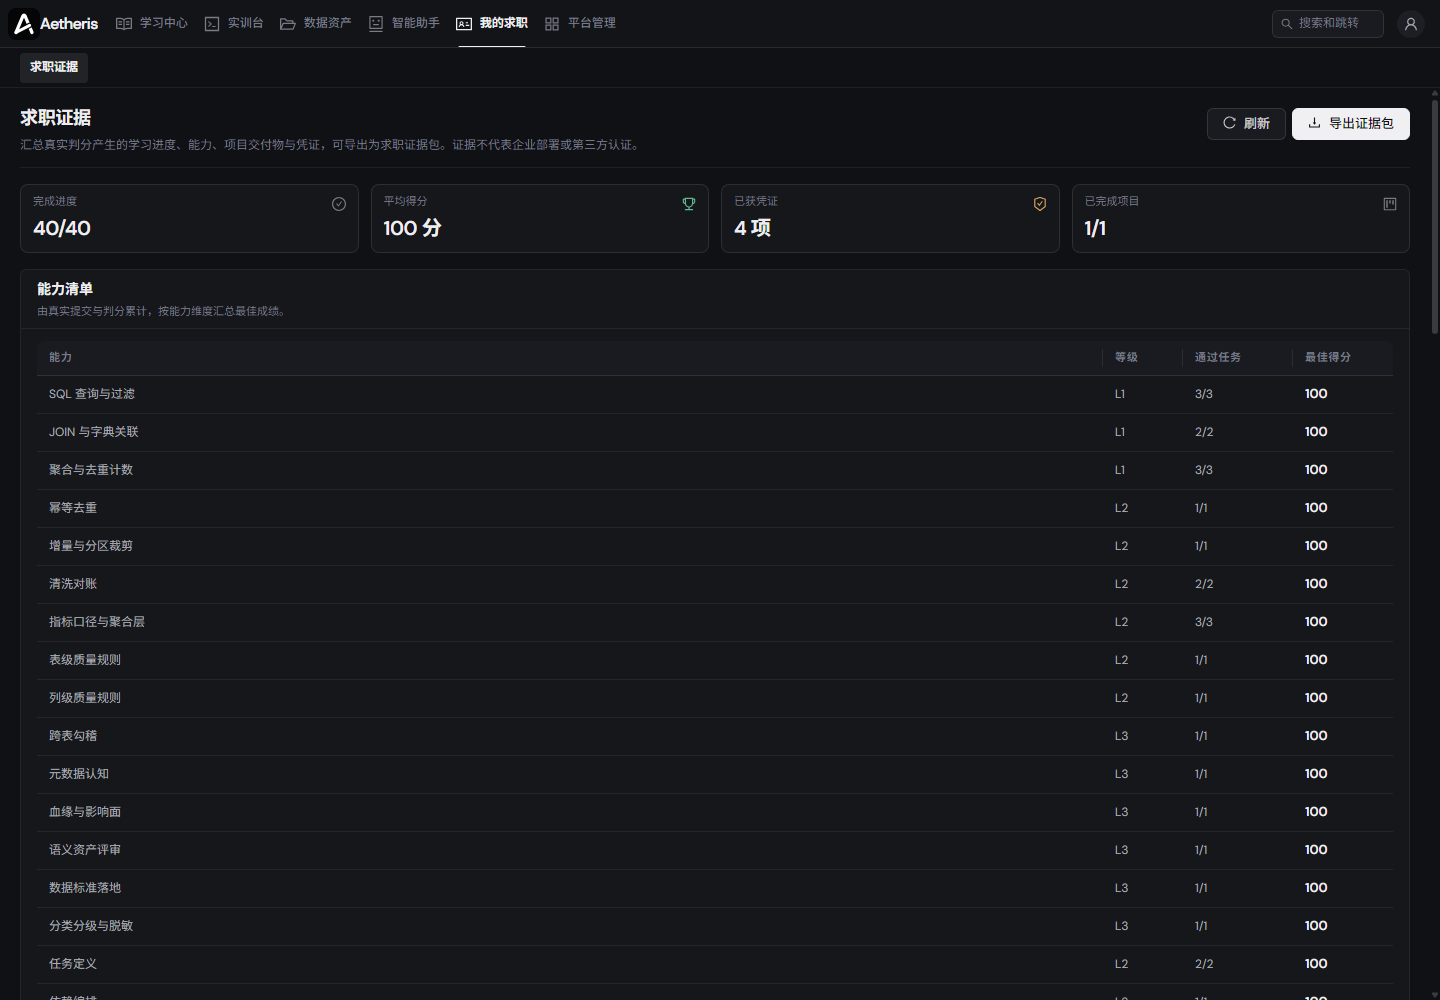 Aetheris 学习中心 实训台 数据资产 智能助手 我的求职 平台管理 搜索和跳转
求职证据
求职证据
汇总真实判分产生的学习进度、能力、项目交付物与凭证，可导出为求职证据包。证据不代表企业部署或第三方认证。
刷新 导出证据包
完成进度 平均得分 已获凭证 已完成项目
40/40 100 分 4 项 1/1
能力清单
由真实提交与判分累计，按能力维度汇总最佳成绩。
能力 等级 通过任务 最佳得分
SQL 查询与过滤 L1 3/3 100
JOIN 与字典关联 L1 2/2 100
聚合与去重计数 L1 3/3 100
幂等去重 L2 1/1 100
增量与分区裁剪 L2 1/1 100
清洗对账 L2 2/2 100
指标口径与聚合层 L2 3/3 100
表级质量规则 L2 1/1 100
列级质量规则 L2 1/1 100
跨表勾稽 L3 1/1 100
元数据认知 L3 1/1 100
血缘与影响面 L3 1/1 100
语义资产评审 L3 1/1 100
数据标准落地 L3 1/1 100
分类分级与脱敏 L3 1/1 100
任务定义 L2 2/2 100